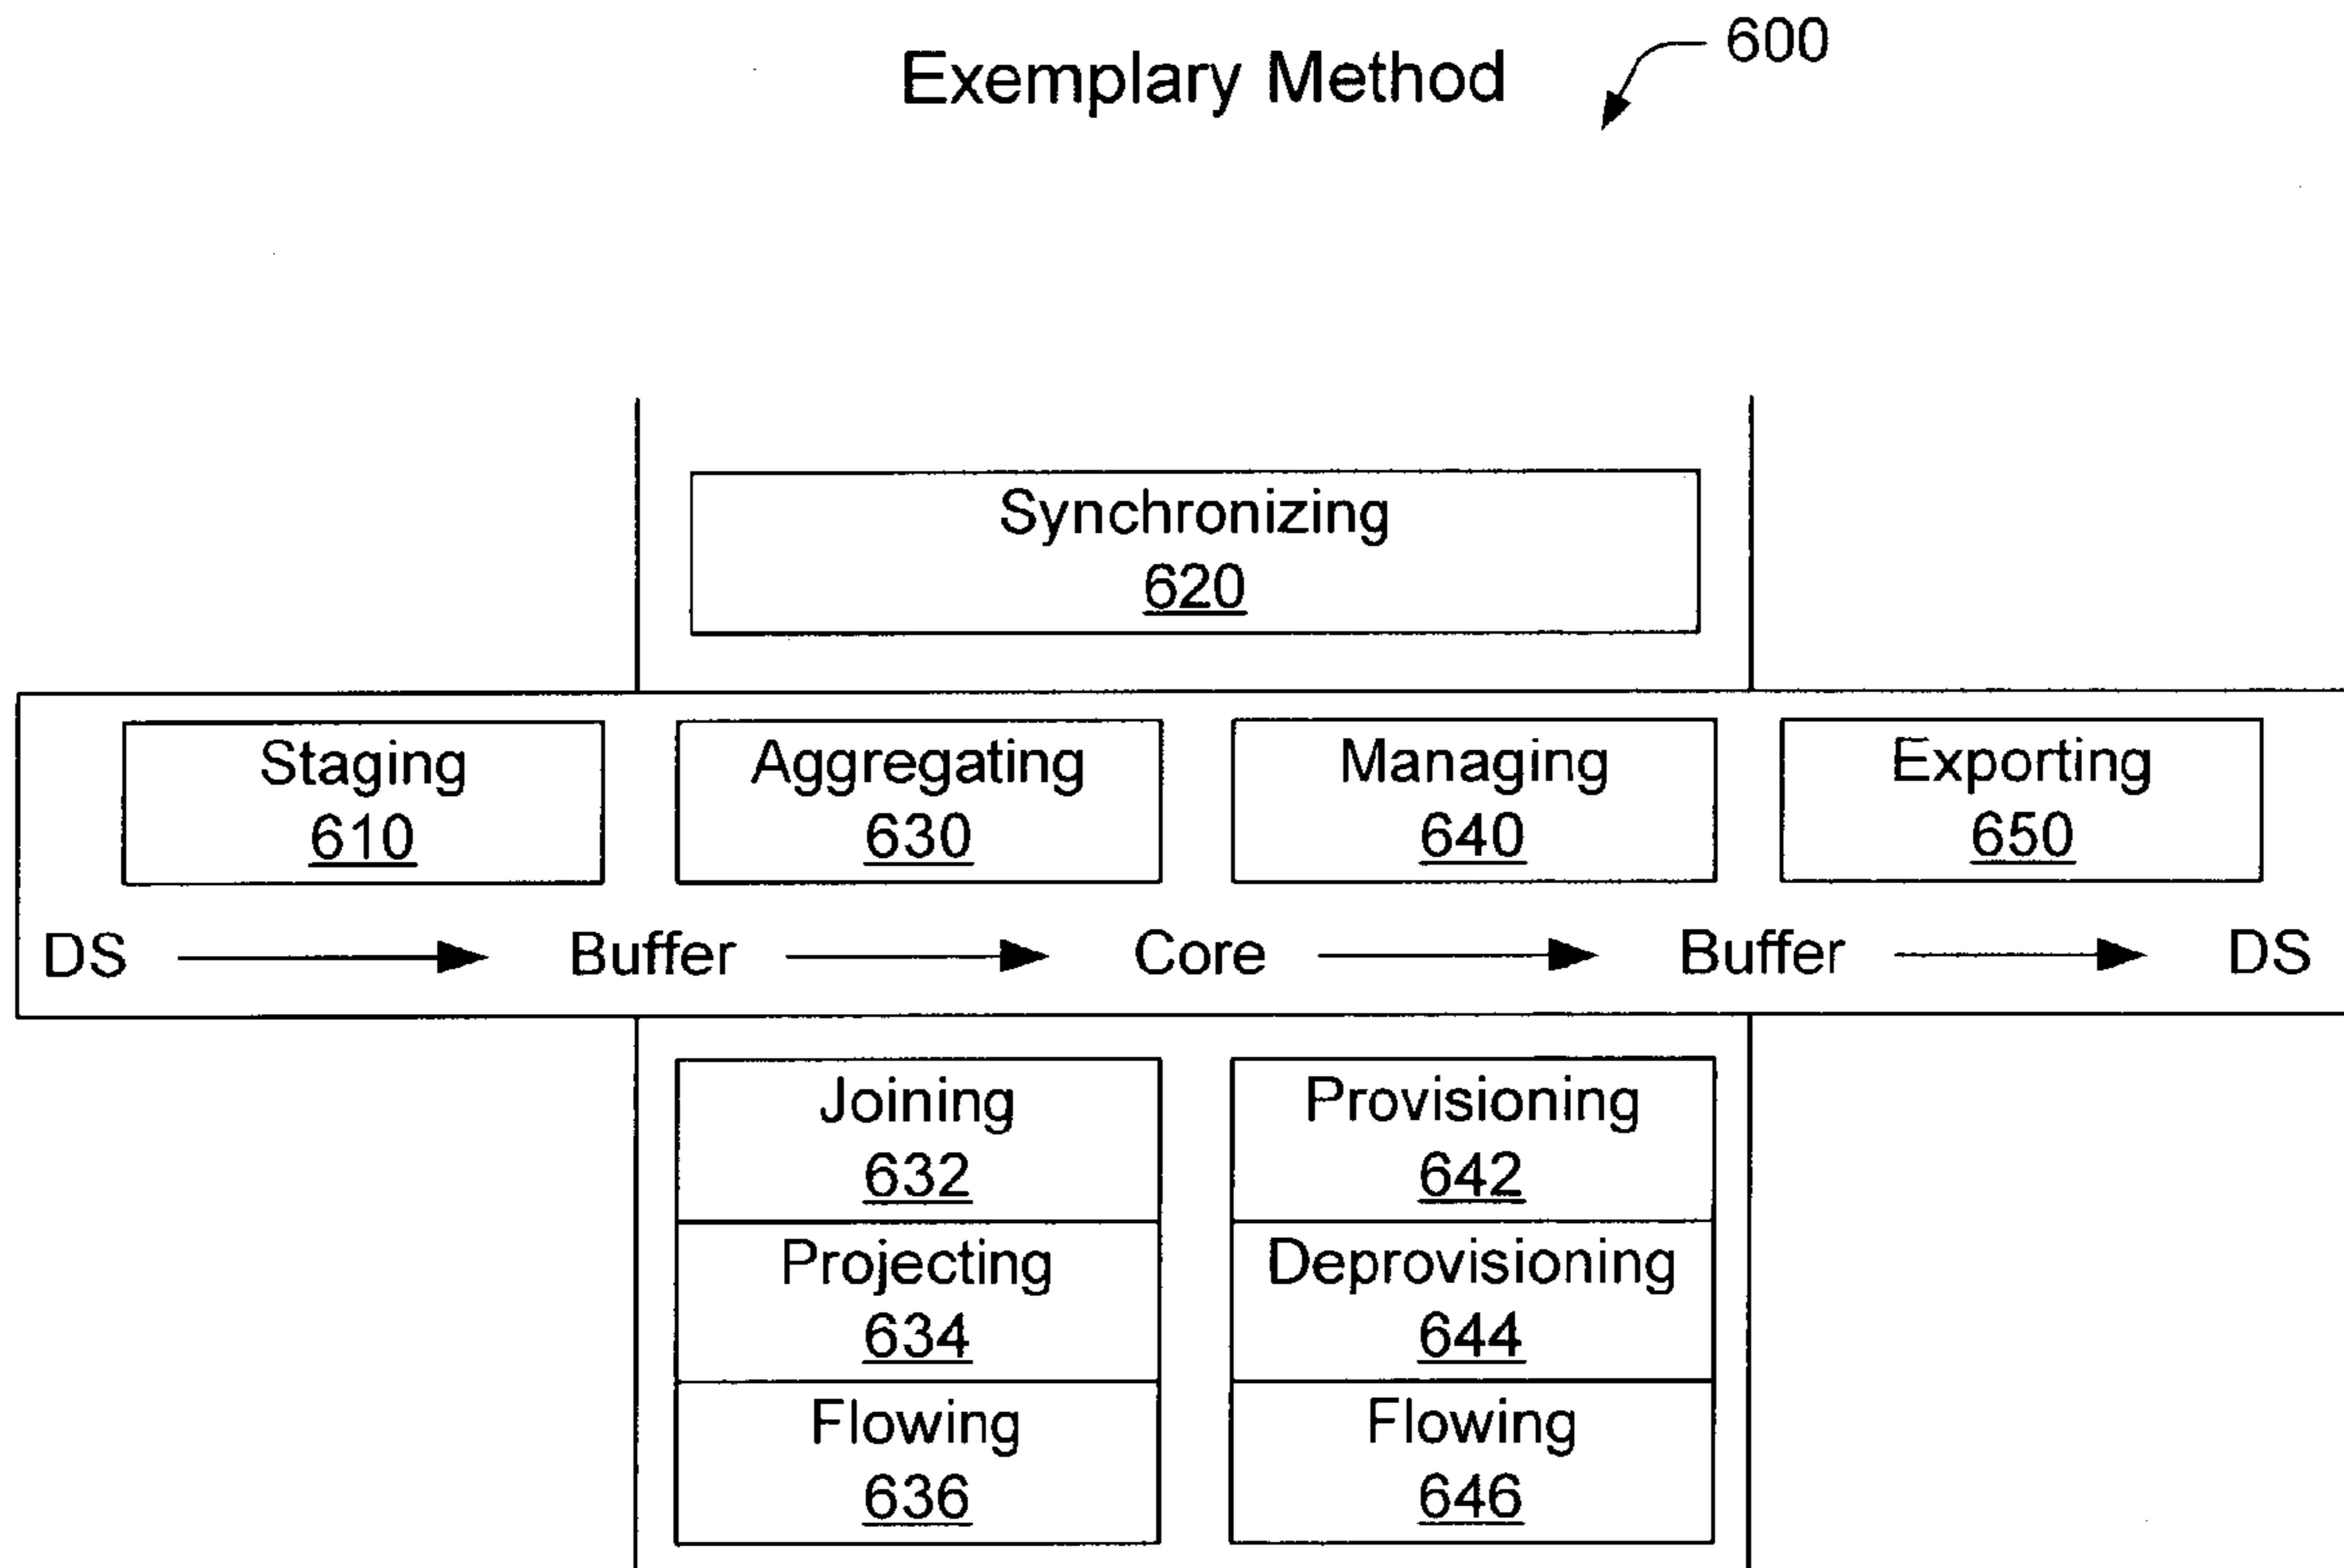 600
Exemplary Method
Synchronizing
620
Staging
610
Aggregating
630
Managing
640
Exporting
650
DS Buffer Core Buffer DS
Joining
632
Projecting
634
Flowing
636
Provisioning
642
Deprovisioning
644
Flowing
646